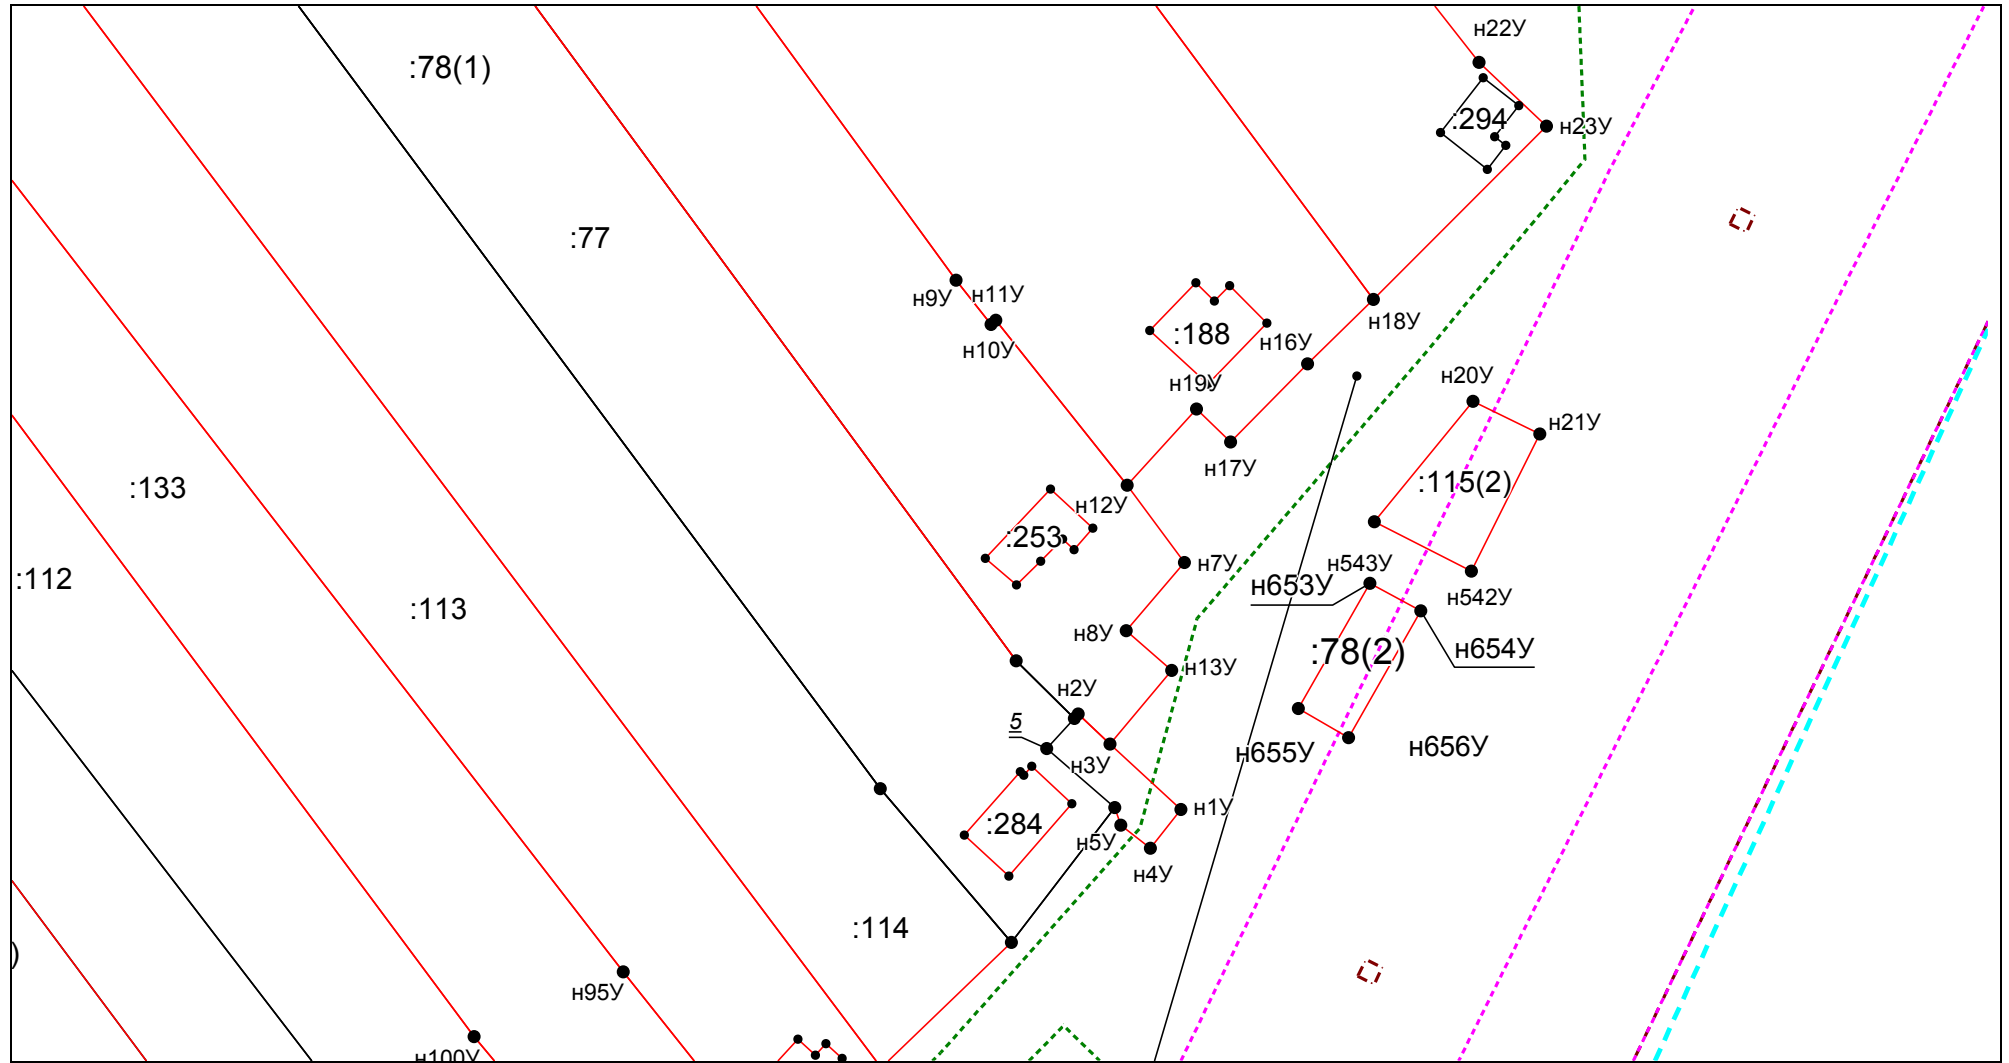 н22У
:78(1)
:294
н23У
:77
н9У
н11У
н10У
:188
н16У
н18У
н19У
н20У
н21У
н17У
:133
:115(2)
н12У
:253
н7У
н543У
:112
н653У
н542У
:113
н8У
н654У
:78(2)
н13У
н2У
5
н655У
н656У
н3У
н1У
:284
н5У
н4У
:114
)
н95У
н100У